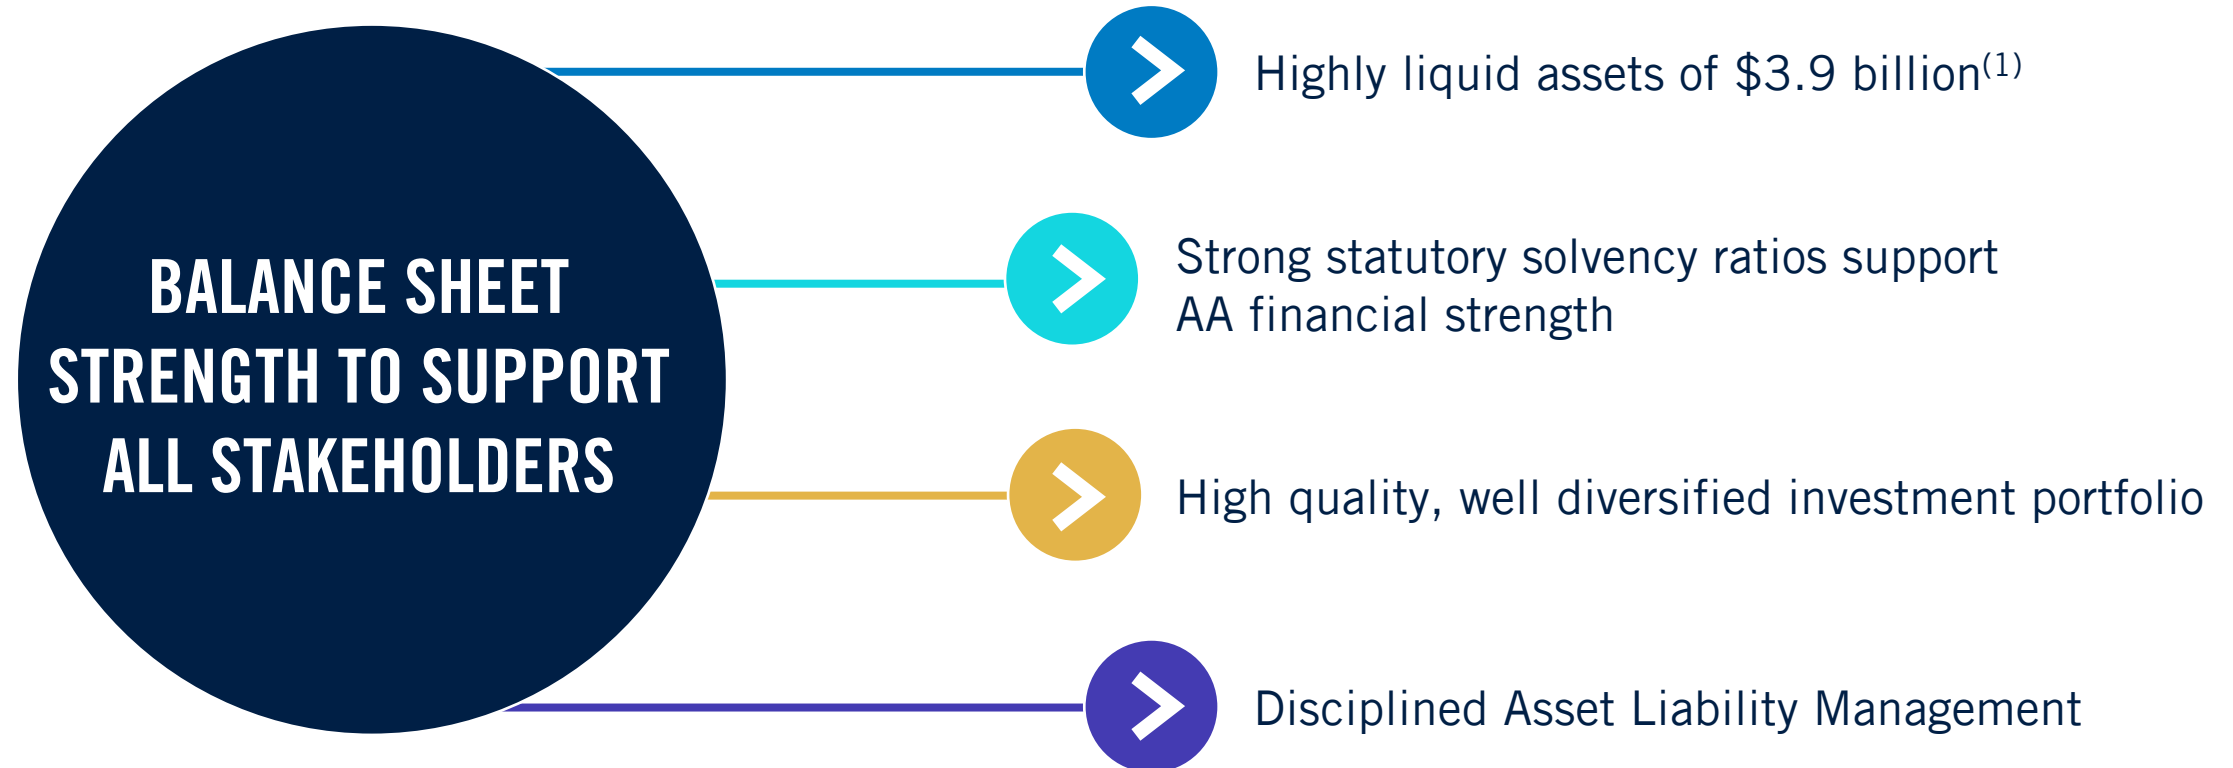 BALANCE SHEET
STRENGTH TO SUPPORT
ALL STAKEHOLDERS
Highly liquid assets of $3.9 billion(1)
Strong statutory solvency ratios support
AA financial strength
High quality, well diversified investment portfolio
Disciplined Asset Liability Management